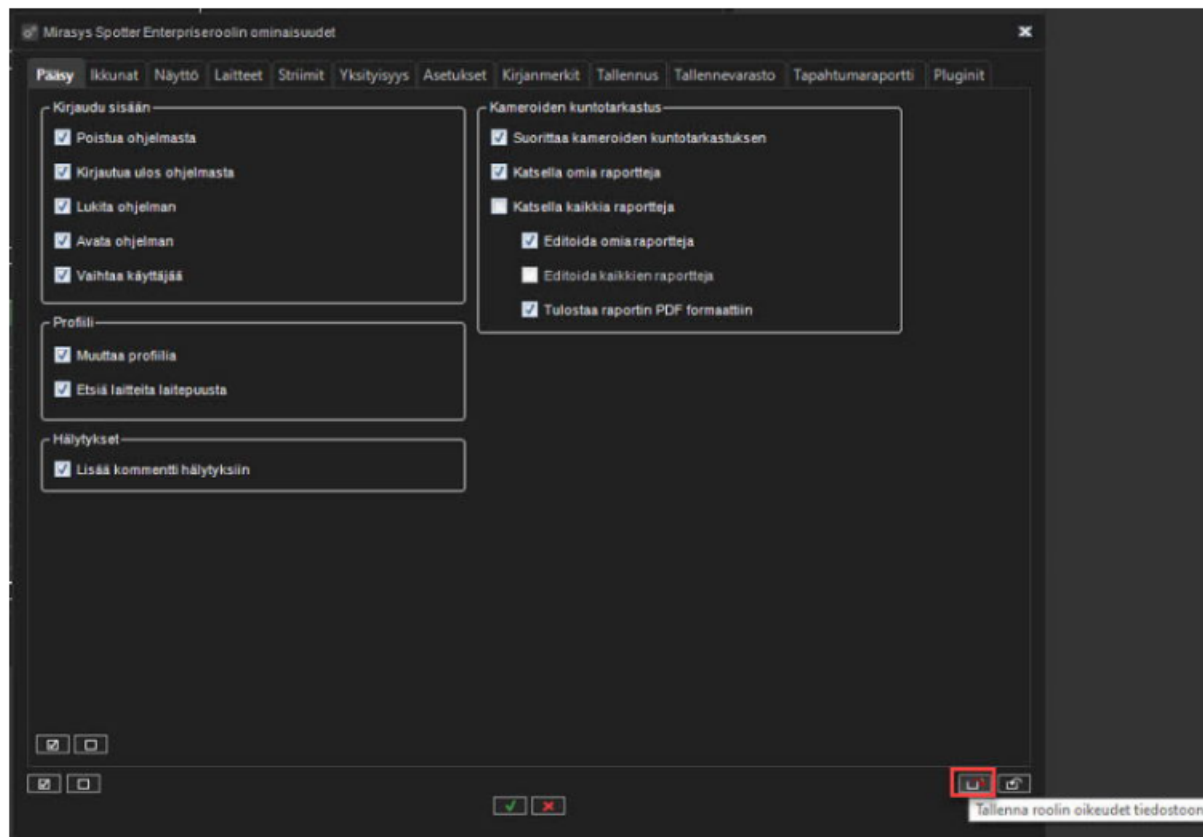 Mirasys Spotter Enterpriseroolin ominaisuudet
Pääsy Ikkunat Näyttö Laitteet Striimit Yksityisyys Asetukset Kirjanmerkit Tallennus Tallennevarasto Tapahtumaraportti Pluginit
Kirjaudu sisään
Poistua ohjelmasta
Kirjautua ulos ohjelmasta
Lukita ohjelman
Avata ohjelman
Vaihtaa käyttäjää
Profiili
Muuttaa profiilia
Etsiä laitteita laitepuusta
Hälytykset
Lisää kommentti hälytyksiin
Kameroiden kuntotarkastus
Suorittaa kameroiden kuntotarkastuksen
Katsella omia raportteja
Katsella kaikkia raportteja
Editoida omia raportteja
Editoida kaikkien raportteja
Tulostaa raportin PDF formaattiin
Tallenna roolin oikeudet tiedostoon